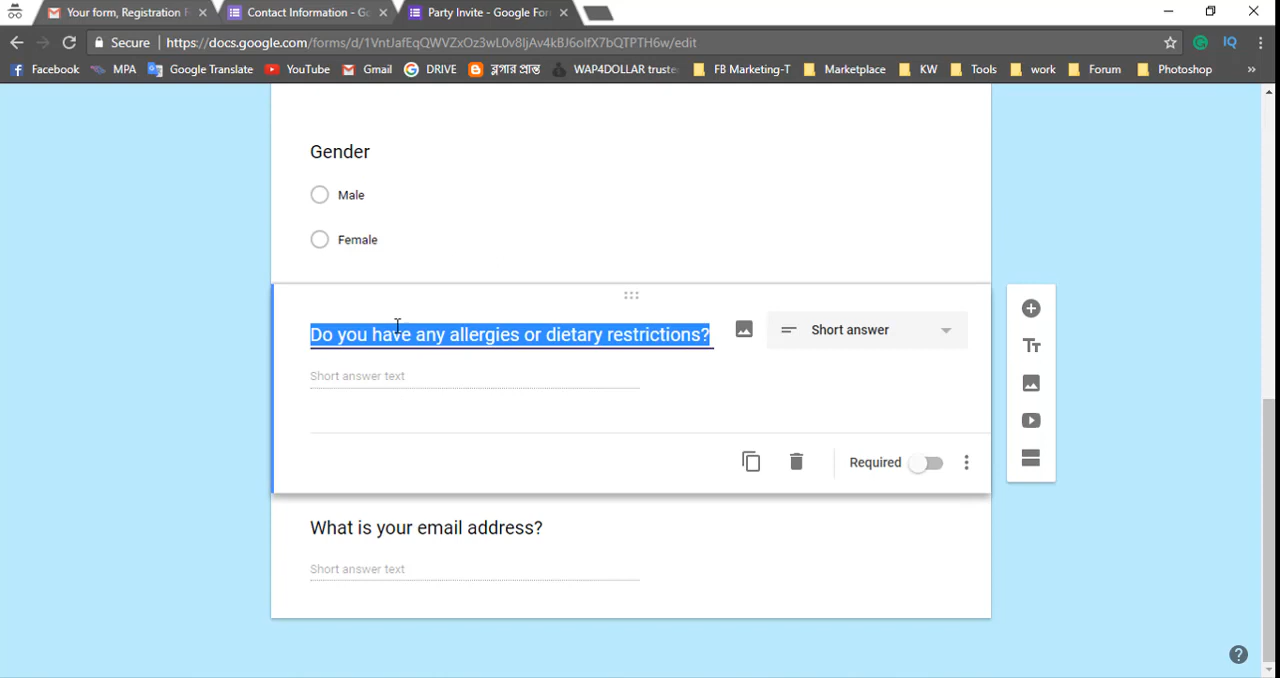 Your form, Registration F
Contact Information - Go
Party Invite - Google For
Secure
https://docs.google.com/forms/d/1VntJafEqQWVZxOz3wL0v8ljAv4kBJ6olfX7bQTPTH6w/edit
IQ
Facebook
MPA
Google Translate
YouTube
Gmail
DRIVE
ব্লগার প্রান্ত
WAP4DOLLAR truste
FB Marketing-T
Marketplace
KW
Tools
work
Forum
Photoshop
»
Gender
Male
Female
Do you have any allergies or dietary restrictions?
Short answer
Short answer text
Required
What is your email address?
Short answer text